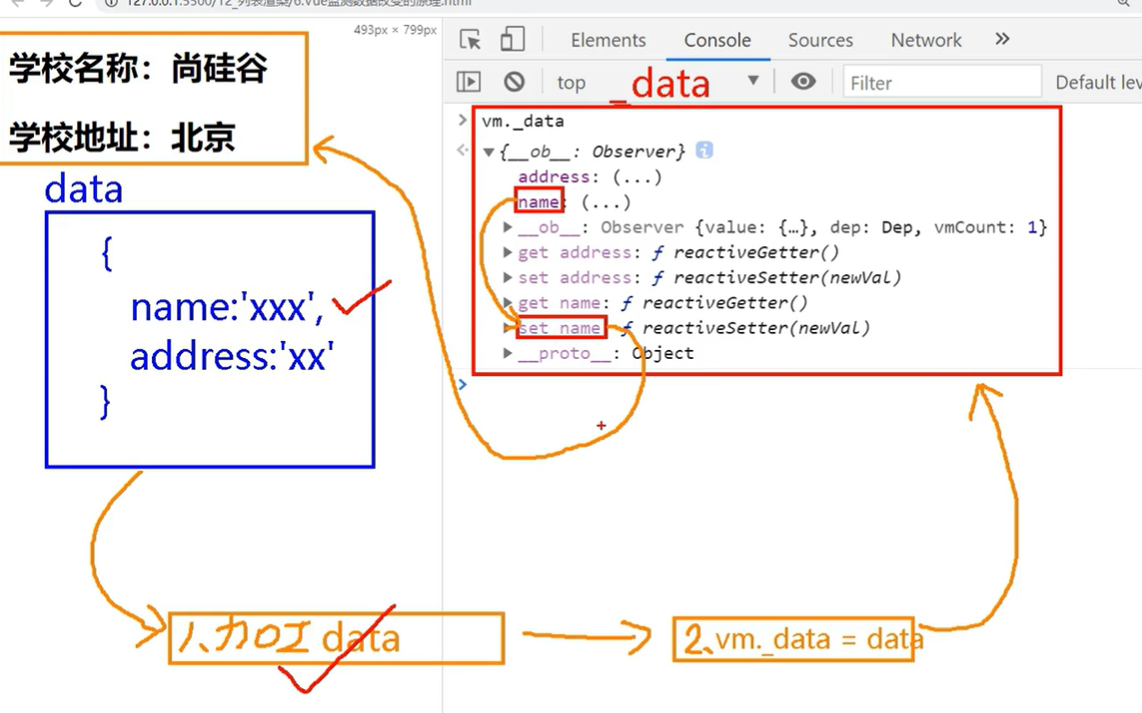 127.0.0.1:5500/12_列表渲染/6.Vue监测数据改变的原理.html
493px × 799px
学校名称：尚硅谷
学校地址：北京
data
{
name:'xxx',
address:'xx'
}
Elements Console Sources Network »
top _data Filter Default lev
vm._data
{__ob__: Observer}
address: (...)
name: (...)
__ob__: Observer {value: {…}, dep: Dep, vmCount: 1}
get address: ƒ reactiveGetter()
set address: ƒ reactiveSetter(newVal)
get name: ƒ reactiveGetter()
set name: ƒ reactiveSetter(newVal)
__proto__: Object
1、加工 data
2、vm._data = data